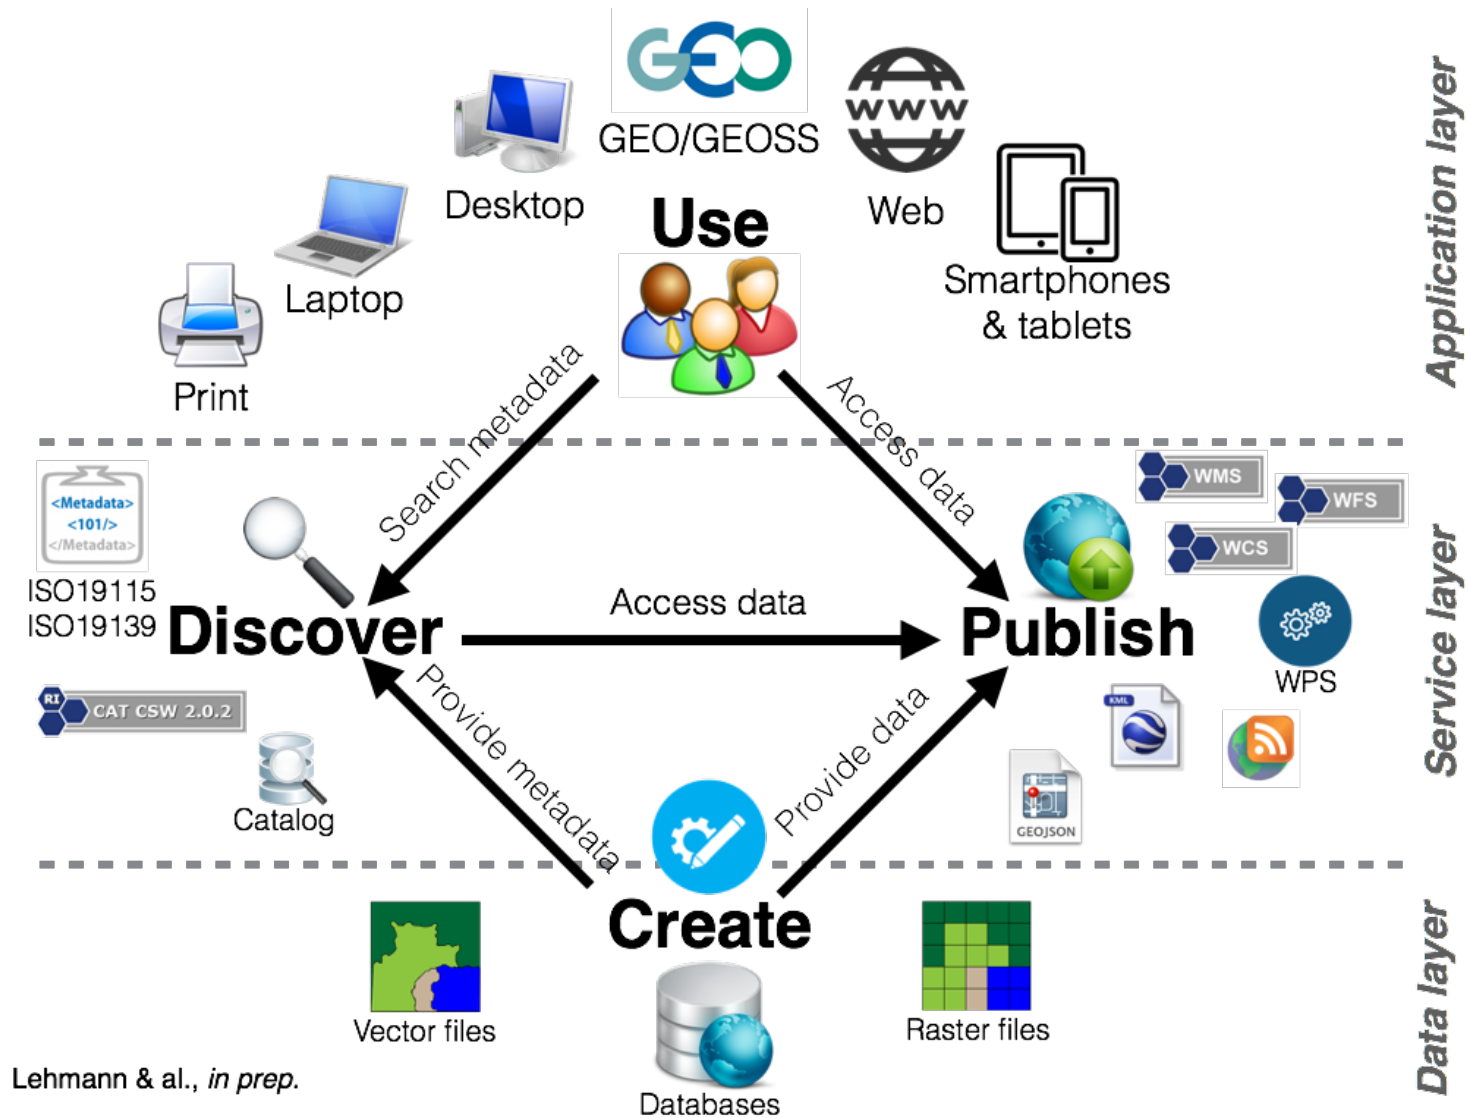 GEO
GEO/GEOSS
WWW
Desktop
Use
Web
Laptop
Smartphones
& tablets
Print
Application layer
Search metadata
Access data
<Metadata>
<101/>
</Metadata>
ISO19115
ISO19139
Discover
Access data
Publish
WMS
WFS
WCS
WPS
Service layer
RI
CAT CSW 2.0.2
Catalog
Provide metadata
Provide data
KML
GEOJSON
Create
Vector files
Raster files
Databases
Data layer
Lehmann & al., in prep.